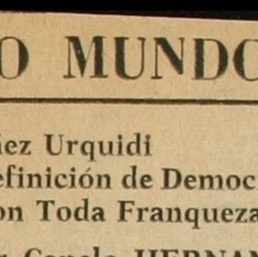 O MUNDO
ez Urquidi
efinición de Democ
on Toda Franqueza